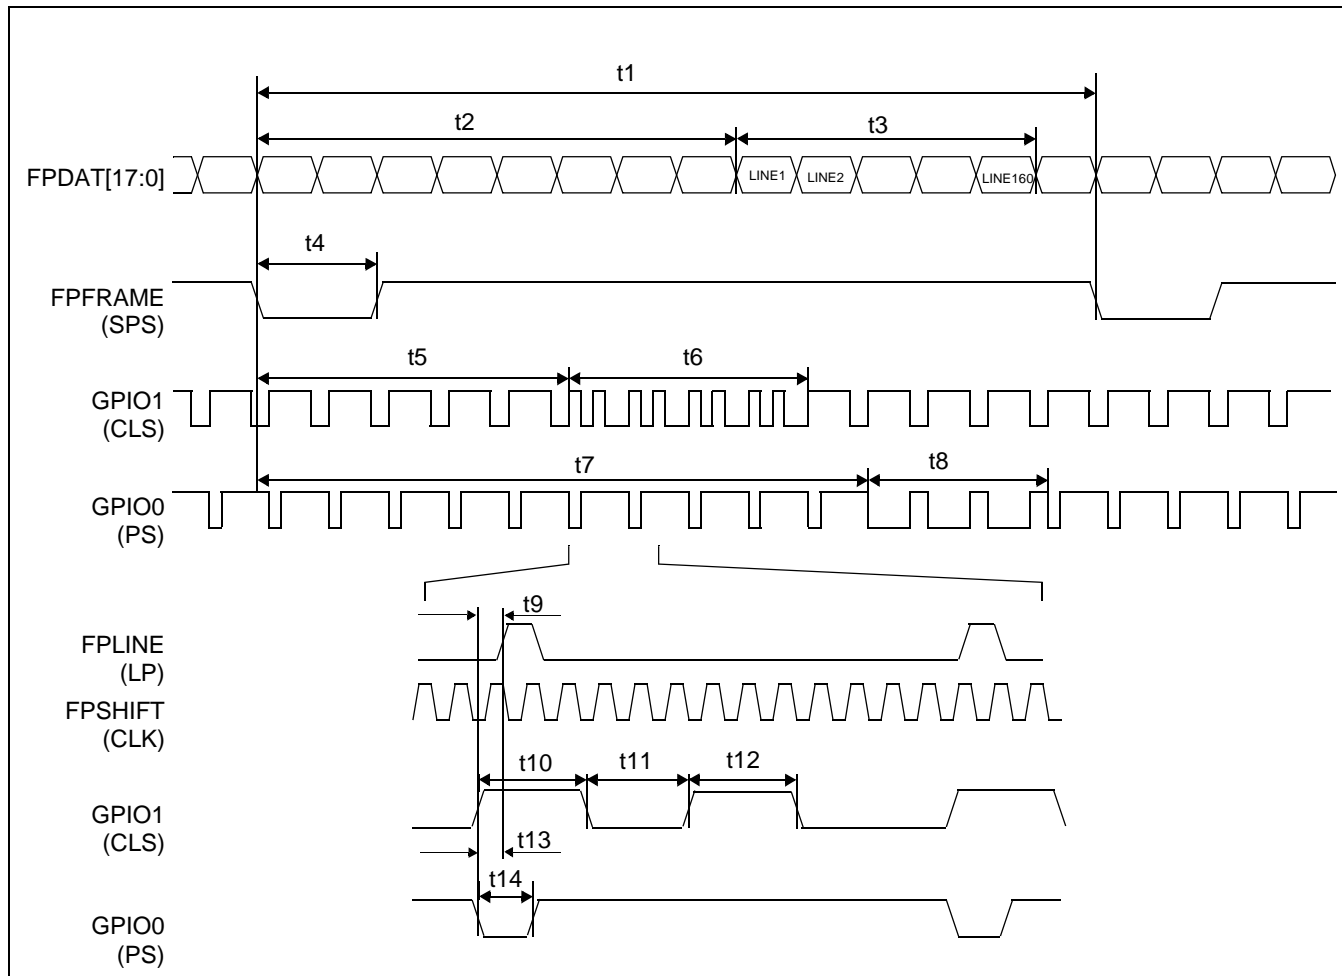 t1
t2
t3
FPDAT[17:0]
LINE1
LINE2
LINE160
t4
FPFRAME
(SPS)
t5
t6
GPIO1
(CLS)
t7
t8
GPIO0
(PS)
t9
FPLINE
(LP)
FPSHIFT
(CLK)
t10
t11
t12
GPIO1
(CLS)
t13
t14
GPIO0
(PS)